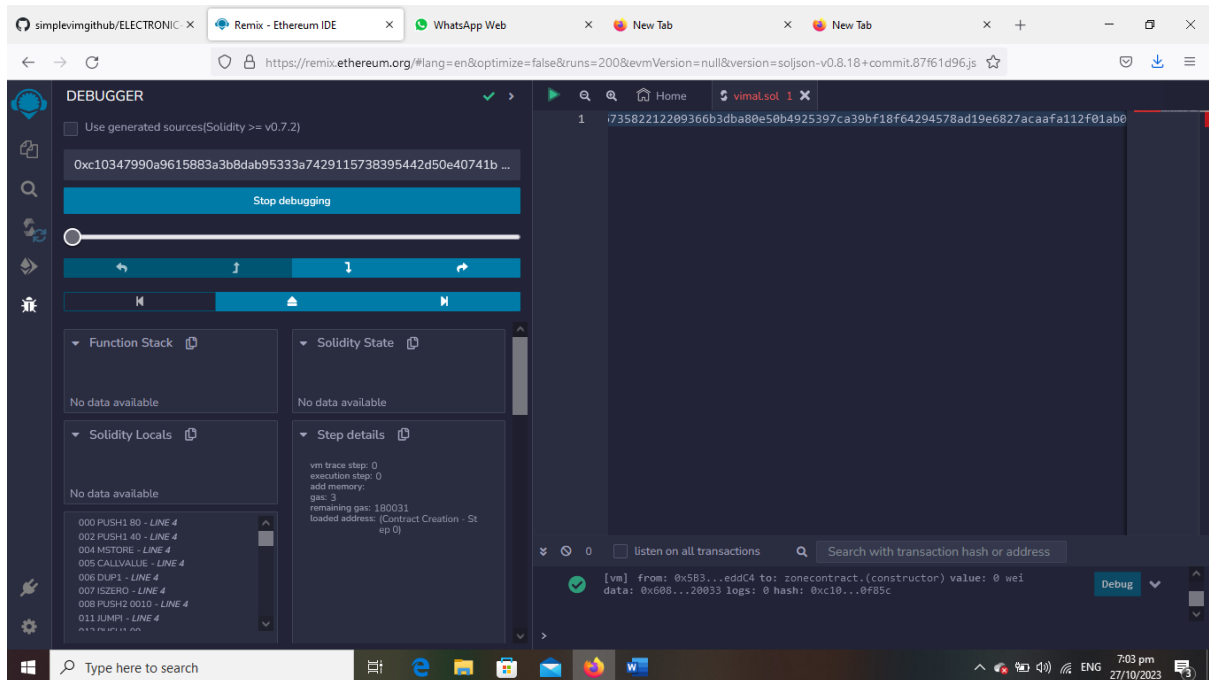 simplevimgithub/ELECTRONIC-
Remix - Ethereum IDE
WhatsApp Web
New Tab
New Tab
https://remix.ethereum.org/#lang=en&optimize=false&runs=200&evmVersion=null&version=soljson-v0.8.18+commit.87f61d96.js
DEBUGGER
Use generated sources(Solidity >= v0.7.2)
0xc10347990a9615883a3b8dab95333a7429115738395442d50e40741b ...
Stop debugging
Function Stack
No data available
Solidity State
No data available
Solidity Locals
No data available
Step details
vm trace step: 0
execution step: 0
add memory:
gas: 3
remaining gas: 180031
loaded address: (Contract Creation - St
ep 0)
000 PUSH1 80 - LINE 4
002 PUSH1 40 - LINE 4
004 MSTORE - LINE 4
005 CALLVALUE - LINE 4
006 DUP1 - LINE 4
007 ISZERO - LINE 4
008 PUSH2 0010 - LINE 4
011 JUMPI - LINE 4
Home
vimal.sol 1
1 73582212209366b3dba80e50b4925397ca39bf18f64294578ad19e6827acaafa112f01ab0
0
listen on all transactions
Search with transaction hash or address
[vm] from: 0x5B3...eddC4 to: zonecontract.(constructor) value: 0 wei
data: 0x608...20033 logs: 0 hash: 0xc10...0f85c
Debug
>
Type here to search
ENG
7:03 pm
27/10/2023
3